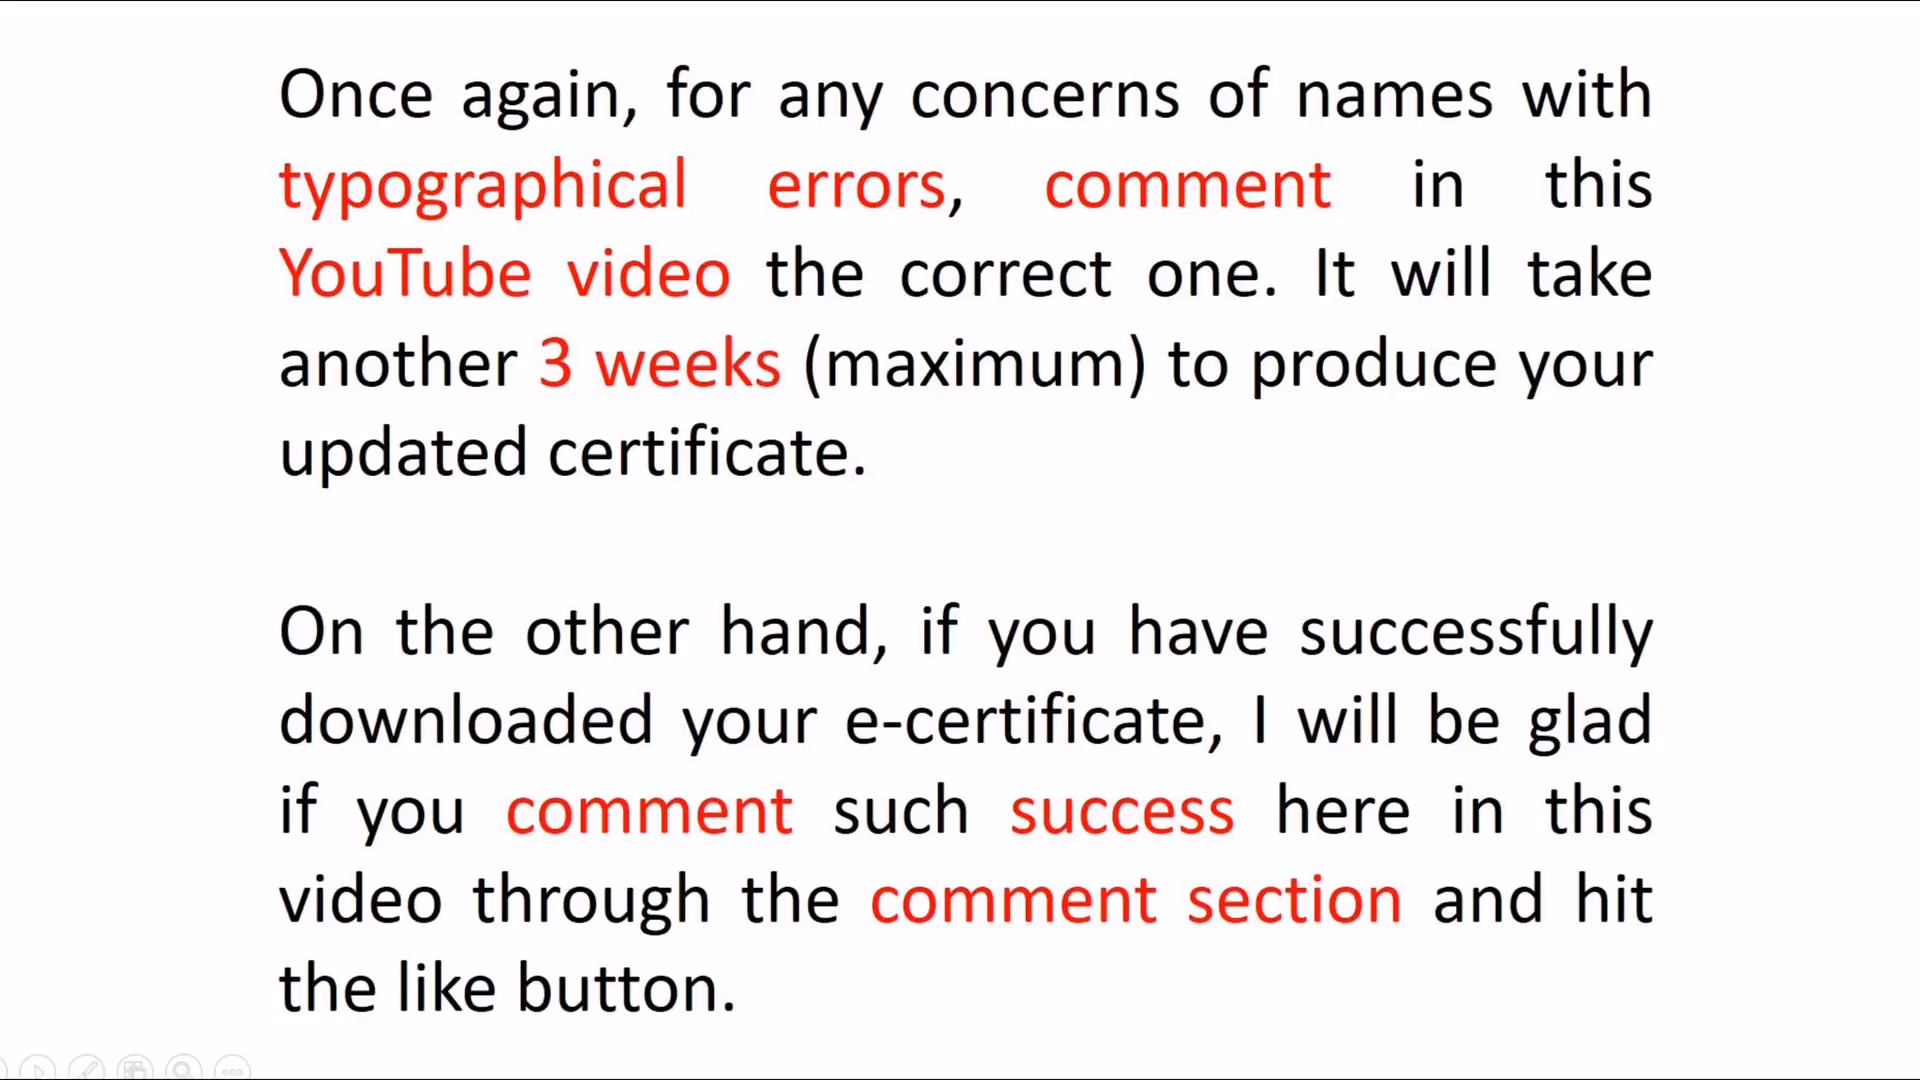 Once again, for any concerns of names with
typographical errors, comment in this
YouTube video the correct one. It will take
another 3 weeks (maximum) to produce your
updated certificate.
On the other hand, if you have successfully
downloaded your e-certificate, I will be glad
if you comment such success here in this
video through the comment section and hit
the like button.